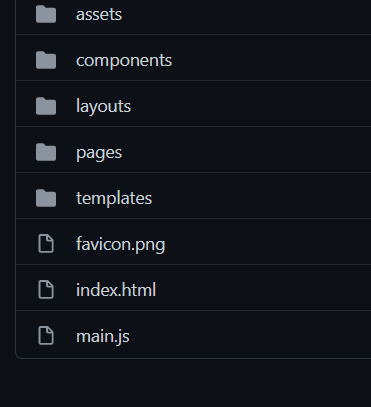 assets
components
layouts
pages
templates
favicon.png
index.html
main.js